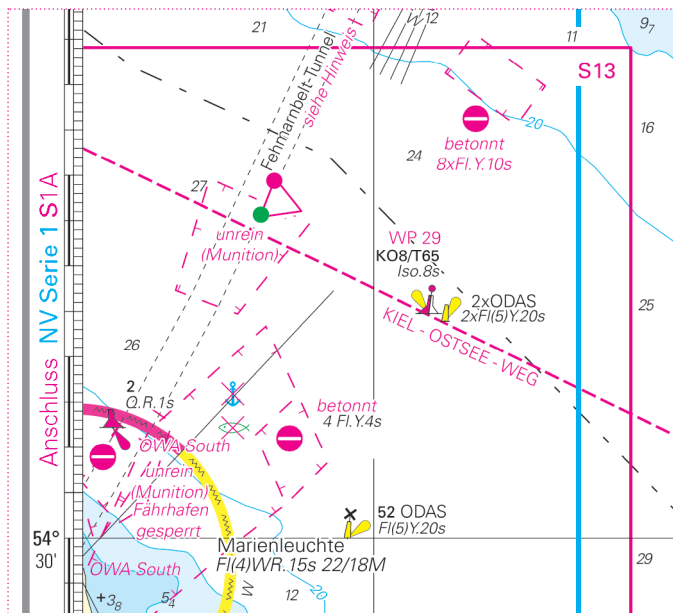 21
W 12
11
9₇
S13
Fehmarnbelt-Tunnel
siehe Hinweis
1
20
16
betonnt
8xFl.Y.10s
24
27
unrein
(Munition)
WP 29
KO8/T65
Iso.8s
2xODAS
2xFl(5)Y.20s
25
KIEL - OSTSEE - WEG
Anschluss NV Serie 1 S1A
26
2
Q.R.1s
betonnt
4 Fl.Y.4s
OWA-South
unrein
(Munition)
Fährhafen
gesperrt
52 ODAS
Fl(5)Y.20s
54°
30'
Marienleuchte
Fl(4)WR.15s 22/18M
29
OWA-South
+3₈
5₄
W
12
20